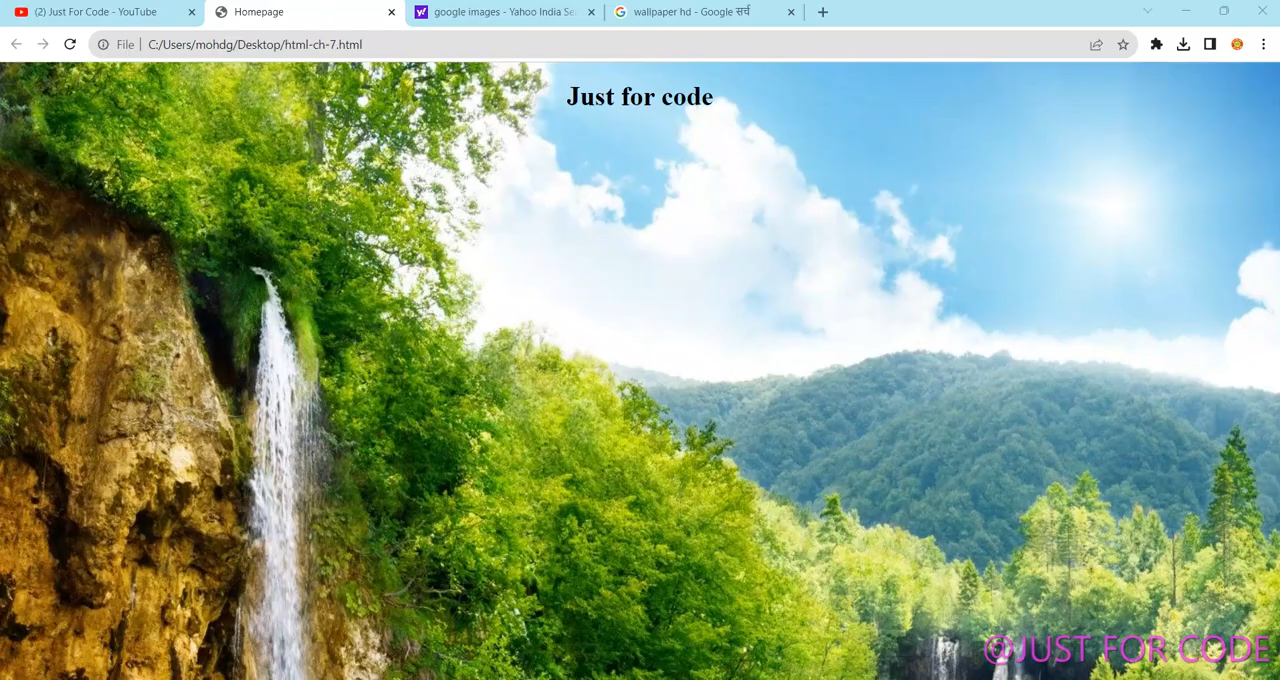 (2) Just For Code - YouTube
Homepage
google images - Yahoo India Se
wallpaper hd - Google सर्च
File
C:/Users/mohdg/Desktop/html-ch-7.html
Just for code
@JUST FOR CODE